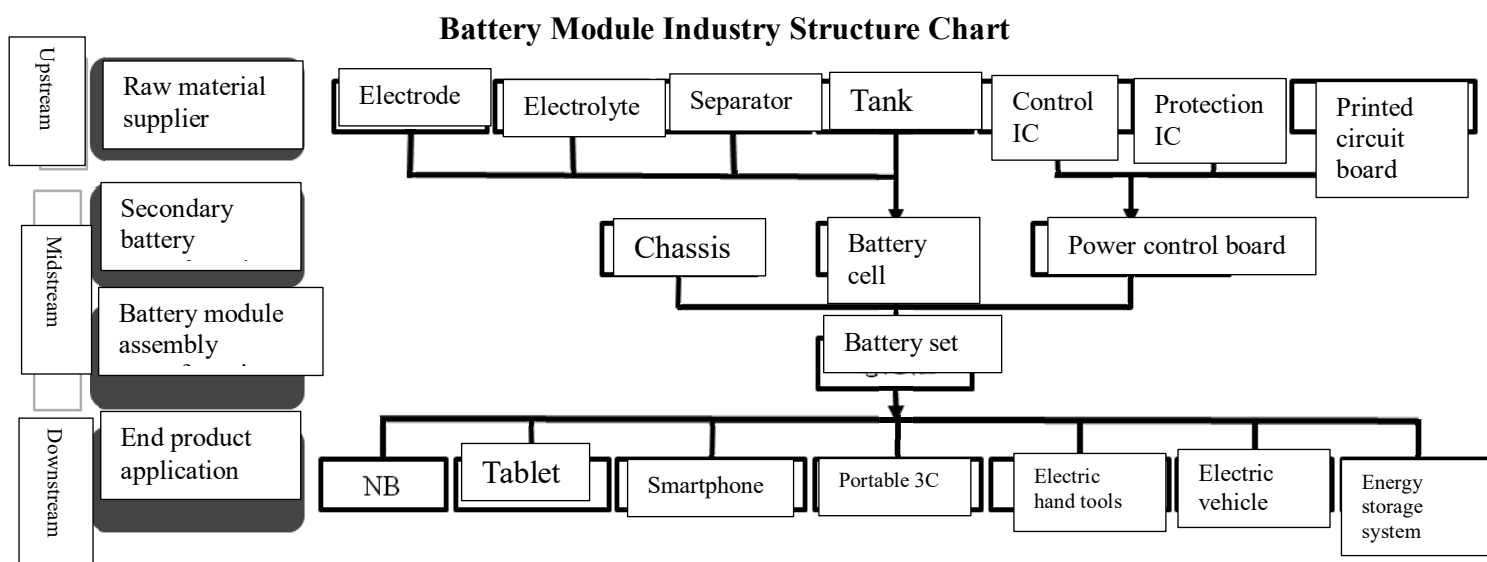 Battery Module Industry Structure Chart
Upstream
Raw material
supplier
Electrode
Electrolyte
Separator
Tank
Control
IC
Protection
IC
Printed
circuit
board
Midstream
Secondary
battery
Chassis
Battery
cell
Power control board
Battery module
assembly
Battery set
Downstream
End product
application
NB
Tablet
Smartphone
Portable 3C
Electric
hand tools
Electric
vehicle
Energy
storage
system